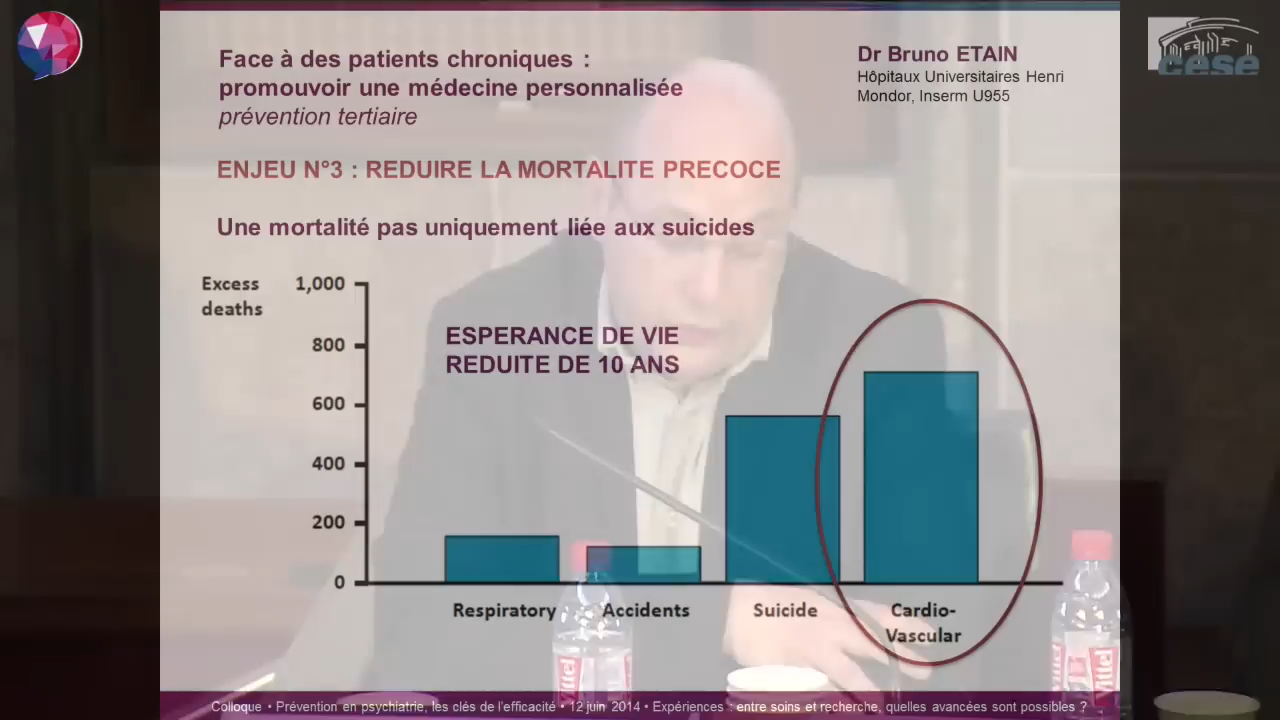 Face à des patients chroniques :
promouvoir une médecine personnalisée
prévention tertiaire
Dr Bruno ETAIN
Hôpitaux Universitaires Henri
Mondor, Inserm U955
cese
ENJEU N°3 : REDUIRE LA MORTALITE PRECOCE
Une mortalité pas uniquement liée aux suicides
Excess
deaths
1,000
800
600
400
200
0
ESPERANCE DE VIE
REDUITE DE 10 ANS
Respiratory
Accidents
Suicide
Cardio-
Vascular
Vittel
Vittel
Colloque • Prévention en psychiatrie, les clés de l'efficacité • 12 juin 2014 • Expériences : entre soins et recherche, quelles avancées sont possibles ?